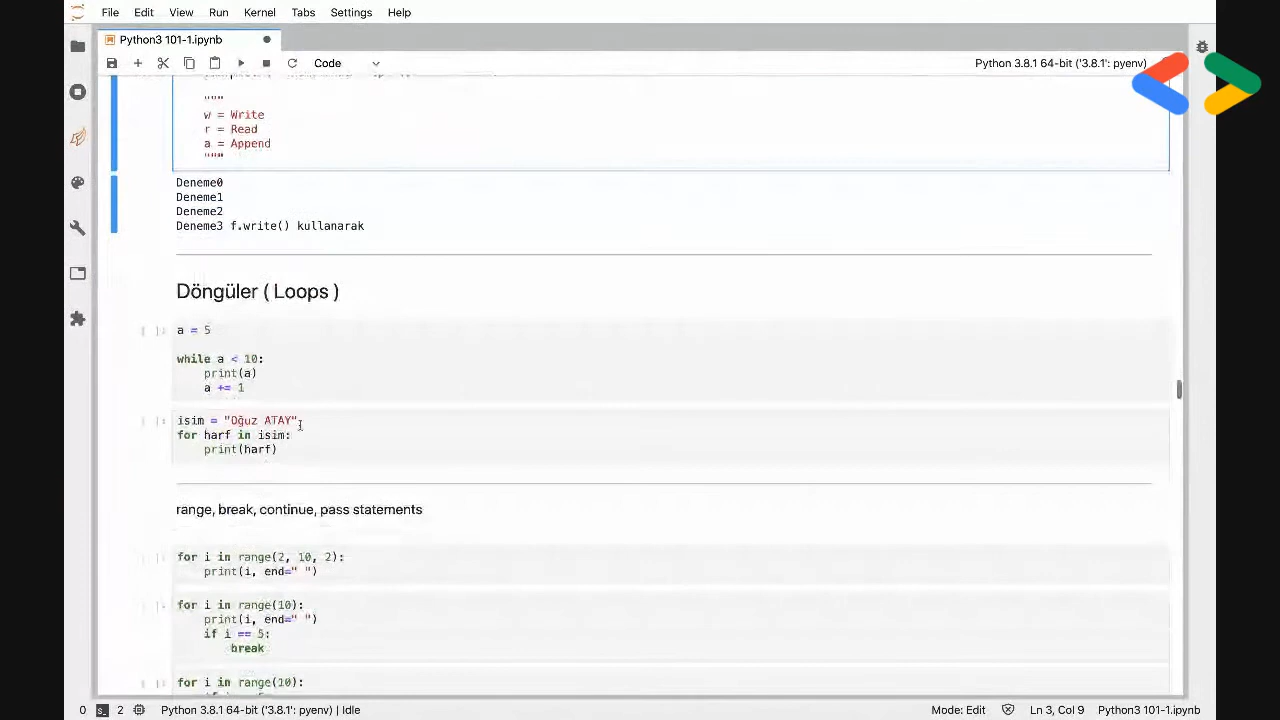 File Edit View Run Kernel Tabs Settings Help
Python3 101-1.ipynb
Code
Python 3.8.1 64-bit ('3.8.1': pyenv)
"""
w = Write
r = Read
a = Append
"""
Deneme0
Deneme1
Deneme2
Deneme3 f.write() kullanarak
Döngüler ( Loops )
[ ]: a = 5
while a < 10:
print(a)
a += 1
[ ]: isim = "Oğuz ATAY"
for harf in isim:
print(harf)
range, break, continue, pass statements
[ ]: for i in range(2, 10, 2):
print(i, end=" ")
[ ]: for i in range(10):
print(i, end=" ")
if i == 5:
break
[ ]: for i in range(10):
0 2 Python 3.8.1 64-bit ('3.8.1': pyenv) | Idle Mode: Edit Ln 3, Col 9 Python3 101-1.ipynb